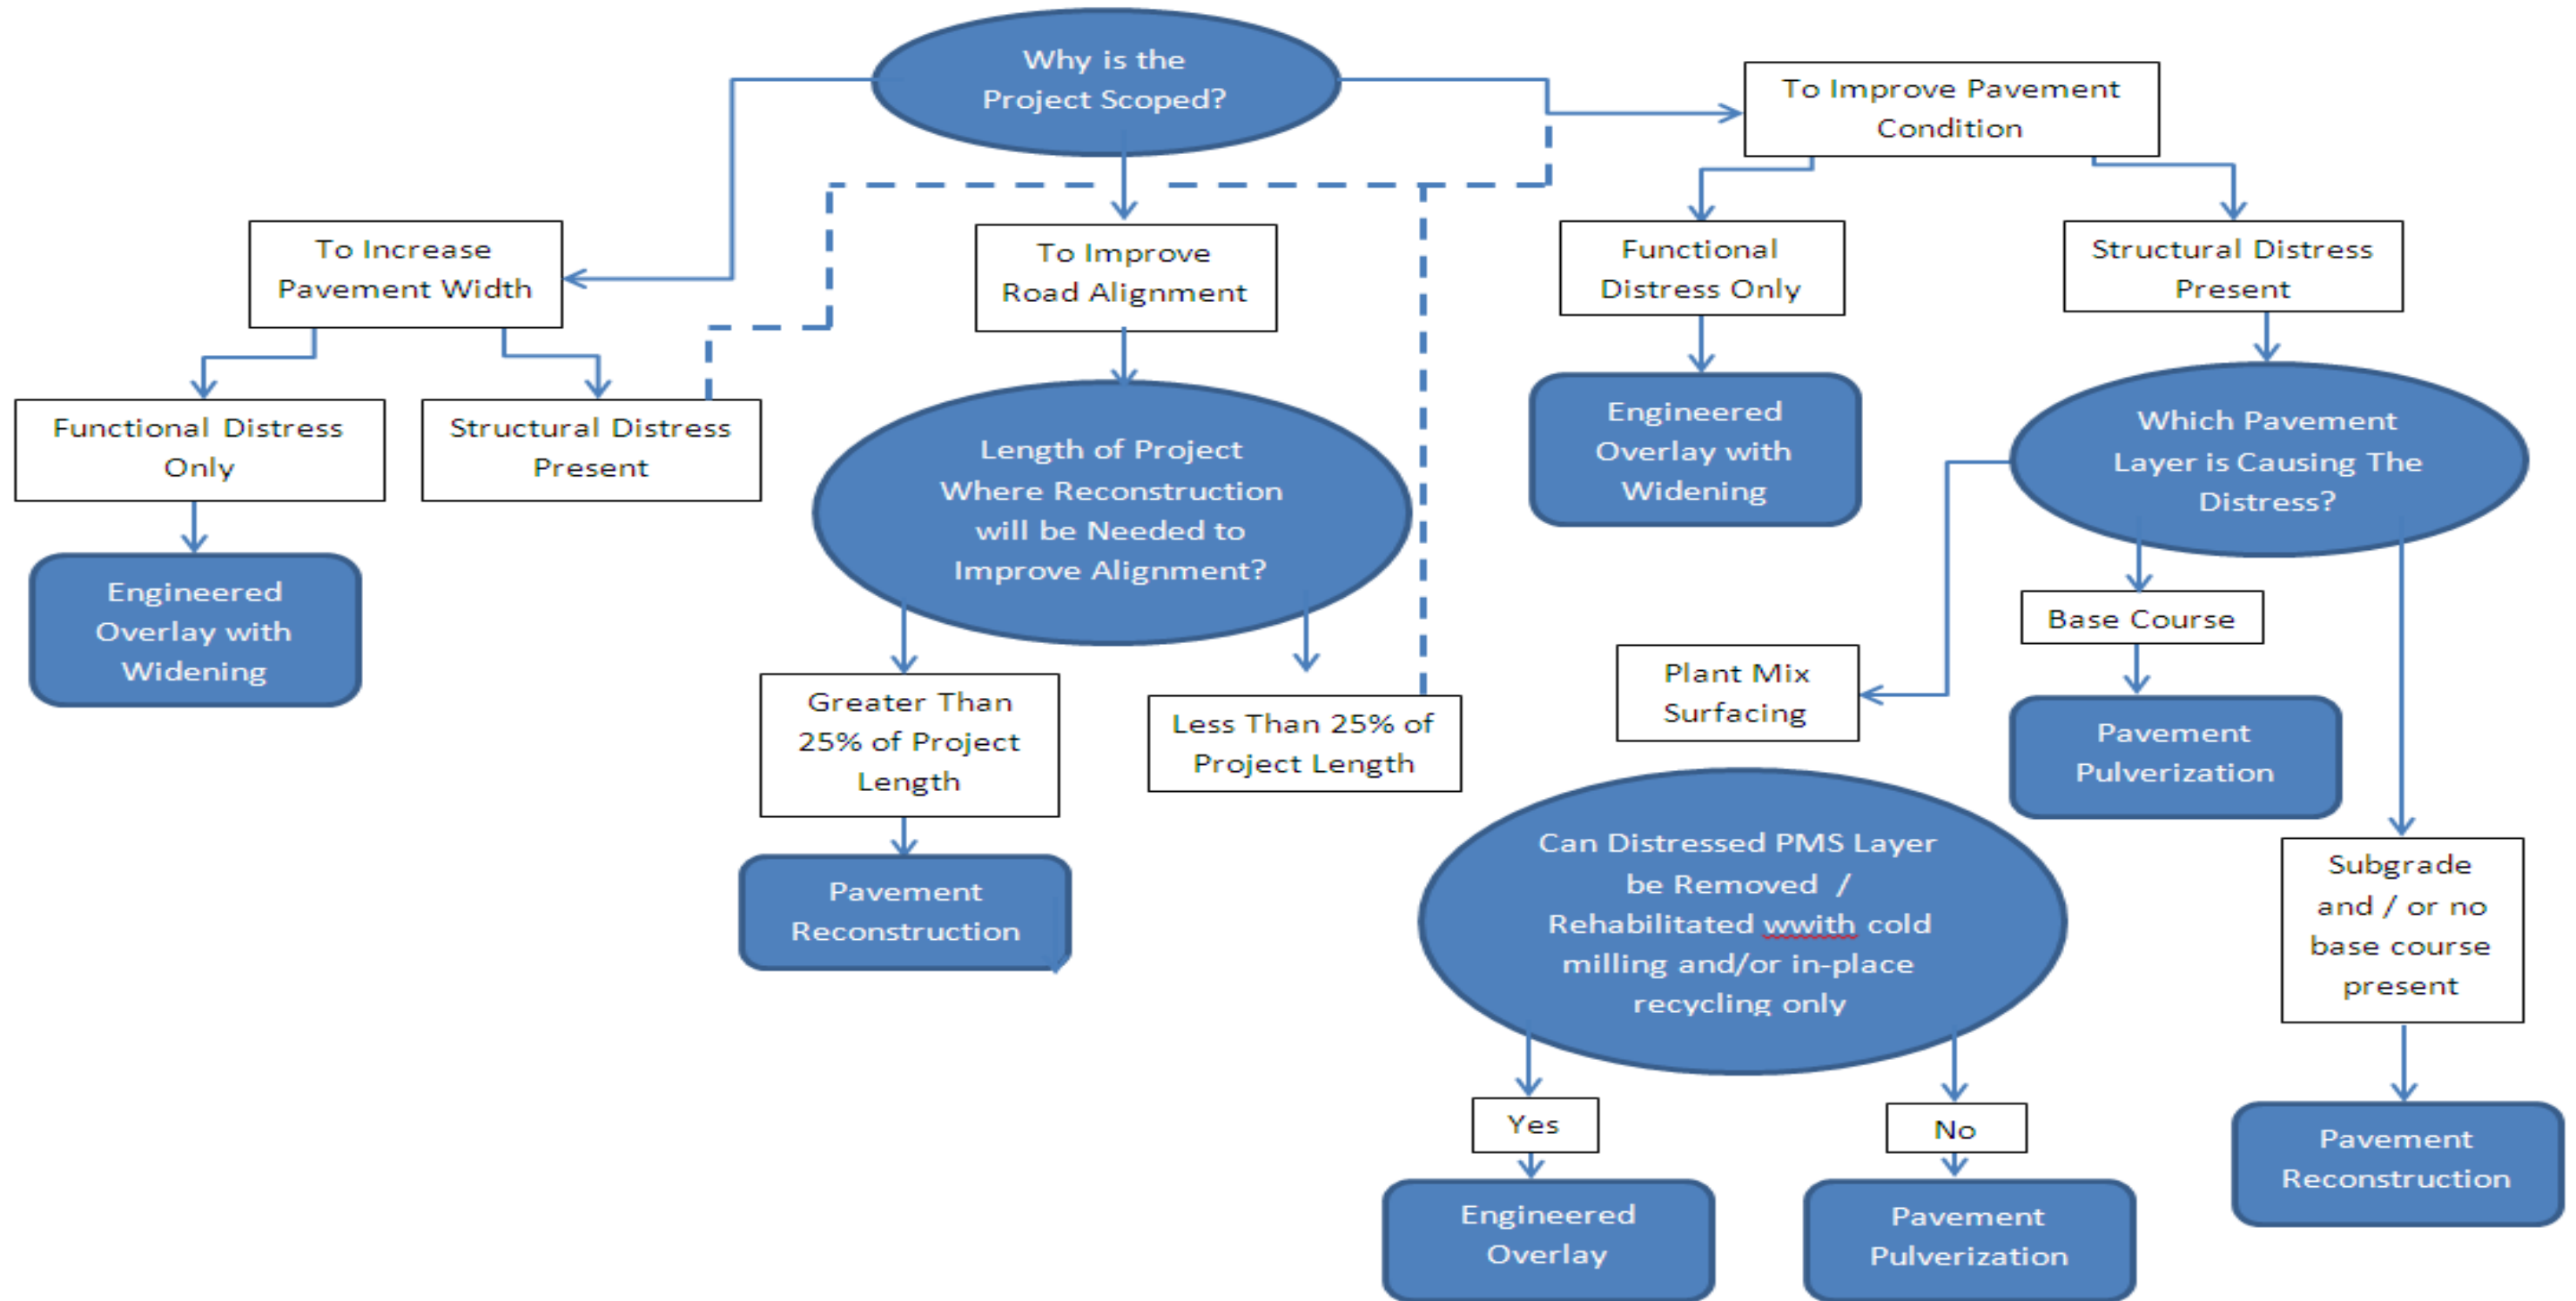 Why is the
Project Scoped?
To Improve Pavement
Condition
To Increase
Pavement Width
To Improve
Road Alignment
Functional
Distress Only
Structural Distress
Present
Functional Distress
Only
Structural Distress
Present
Length of Project
Where Reconstruction
will be Needed to
Improve Alignment?
Engineered
Overlay with
Widening
Which Pavement
Layer is Causing The
Distress?
Engineered
Overlay with
Widening
Base Course
Plant Mix
Surfacing
Greater Than
25% of Project
Length
Less Than 25% of
Project Length
Pavement
Pulverization
Pavement
Reconstruction
Can Distressed PMS Layer
be Removed /
Rehabilitated wwith cold
milling and/or in-place
recycling only
Subgrade
and / or no
base course
present
Yes
No
Engineered
Overlay
Pavement
Pulverization
Pavement
Reconstruction